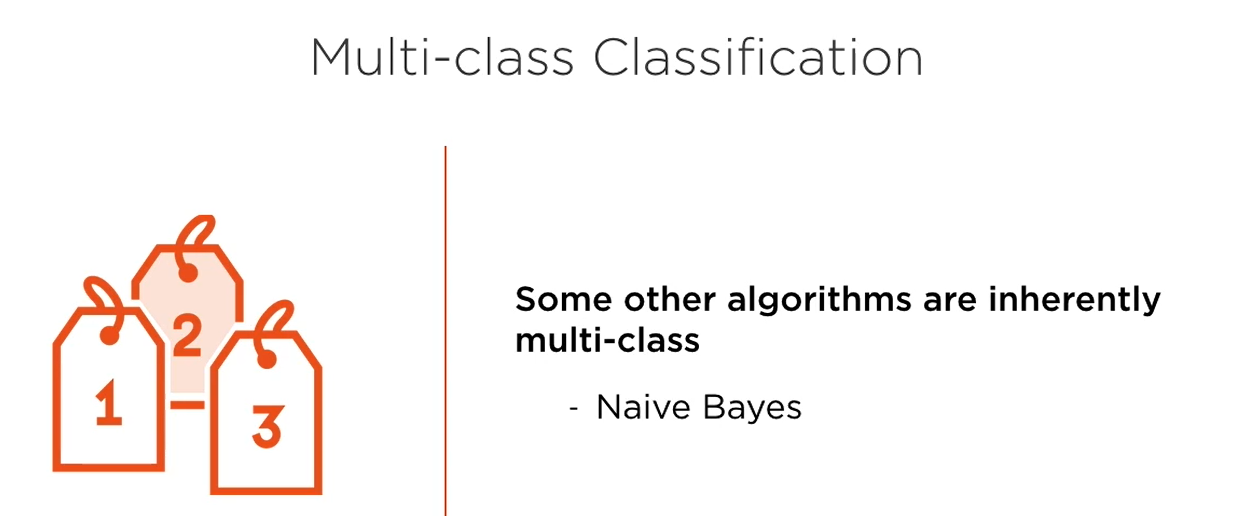 Multi-class Classification
1
2
3
Some other algorithms are inherently
multi-class
- Naive Bayes